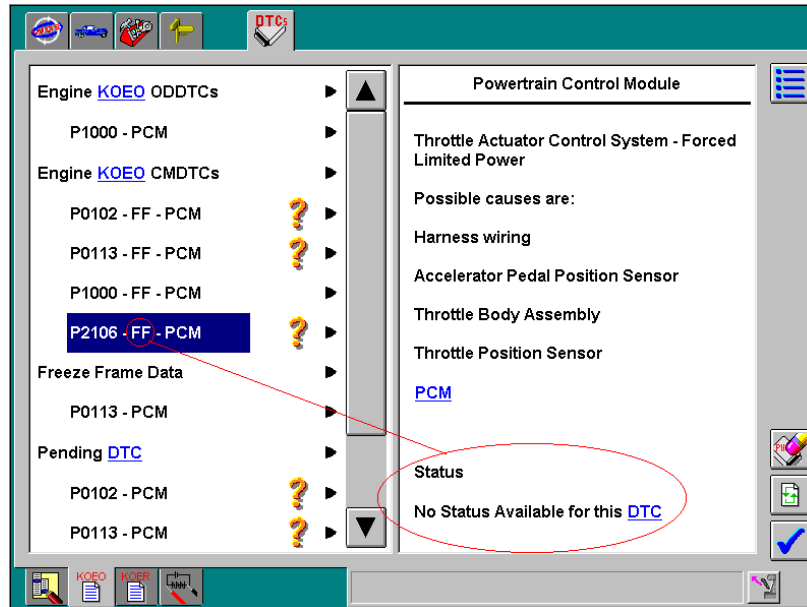 DTCs
Engine KOEO ODDTCs
P1000 - PCM
Engine KOEO CMDTCs
P0102 - FF - PCM
P0113 - FF - PCM
P1000 - FF - PCM
P2106 - FF - PCM
Freeze Frame Data
P0113 - PCM
Pending DTC
P0102 - PCM
P0113 - PCM
Powertrain Control Module
Throttle Actuator Control System - Forced
Limited Power
Possible causes are:
Harness wiring
Accelerator Pedal Position Sensor
Throttle Body Assembly
Throttle Position Sensor
PCM
Status
No Status Available for this DTC
KOEO
KOER